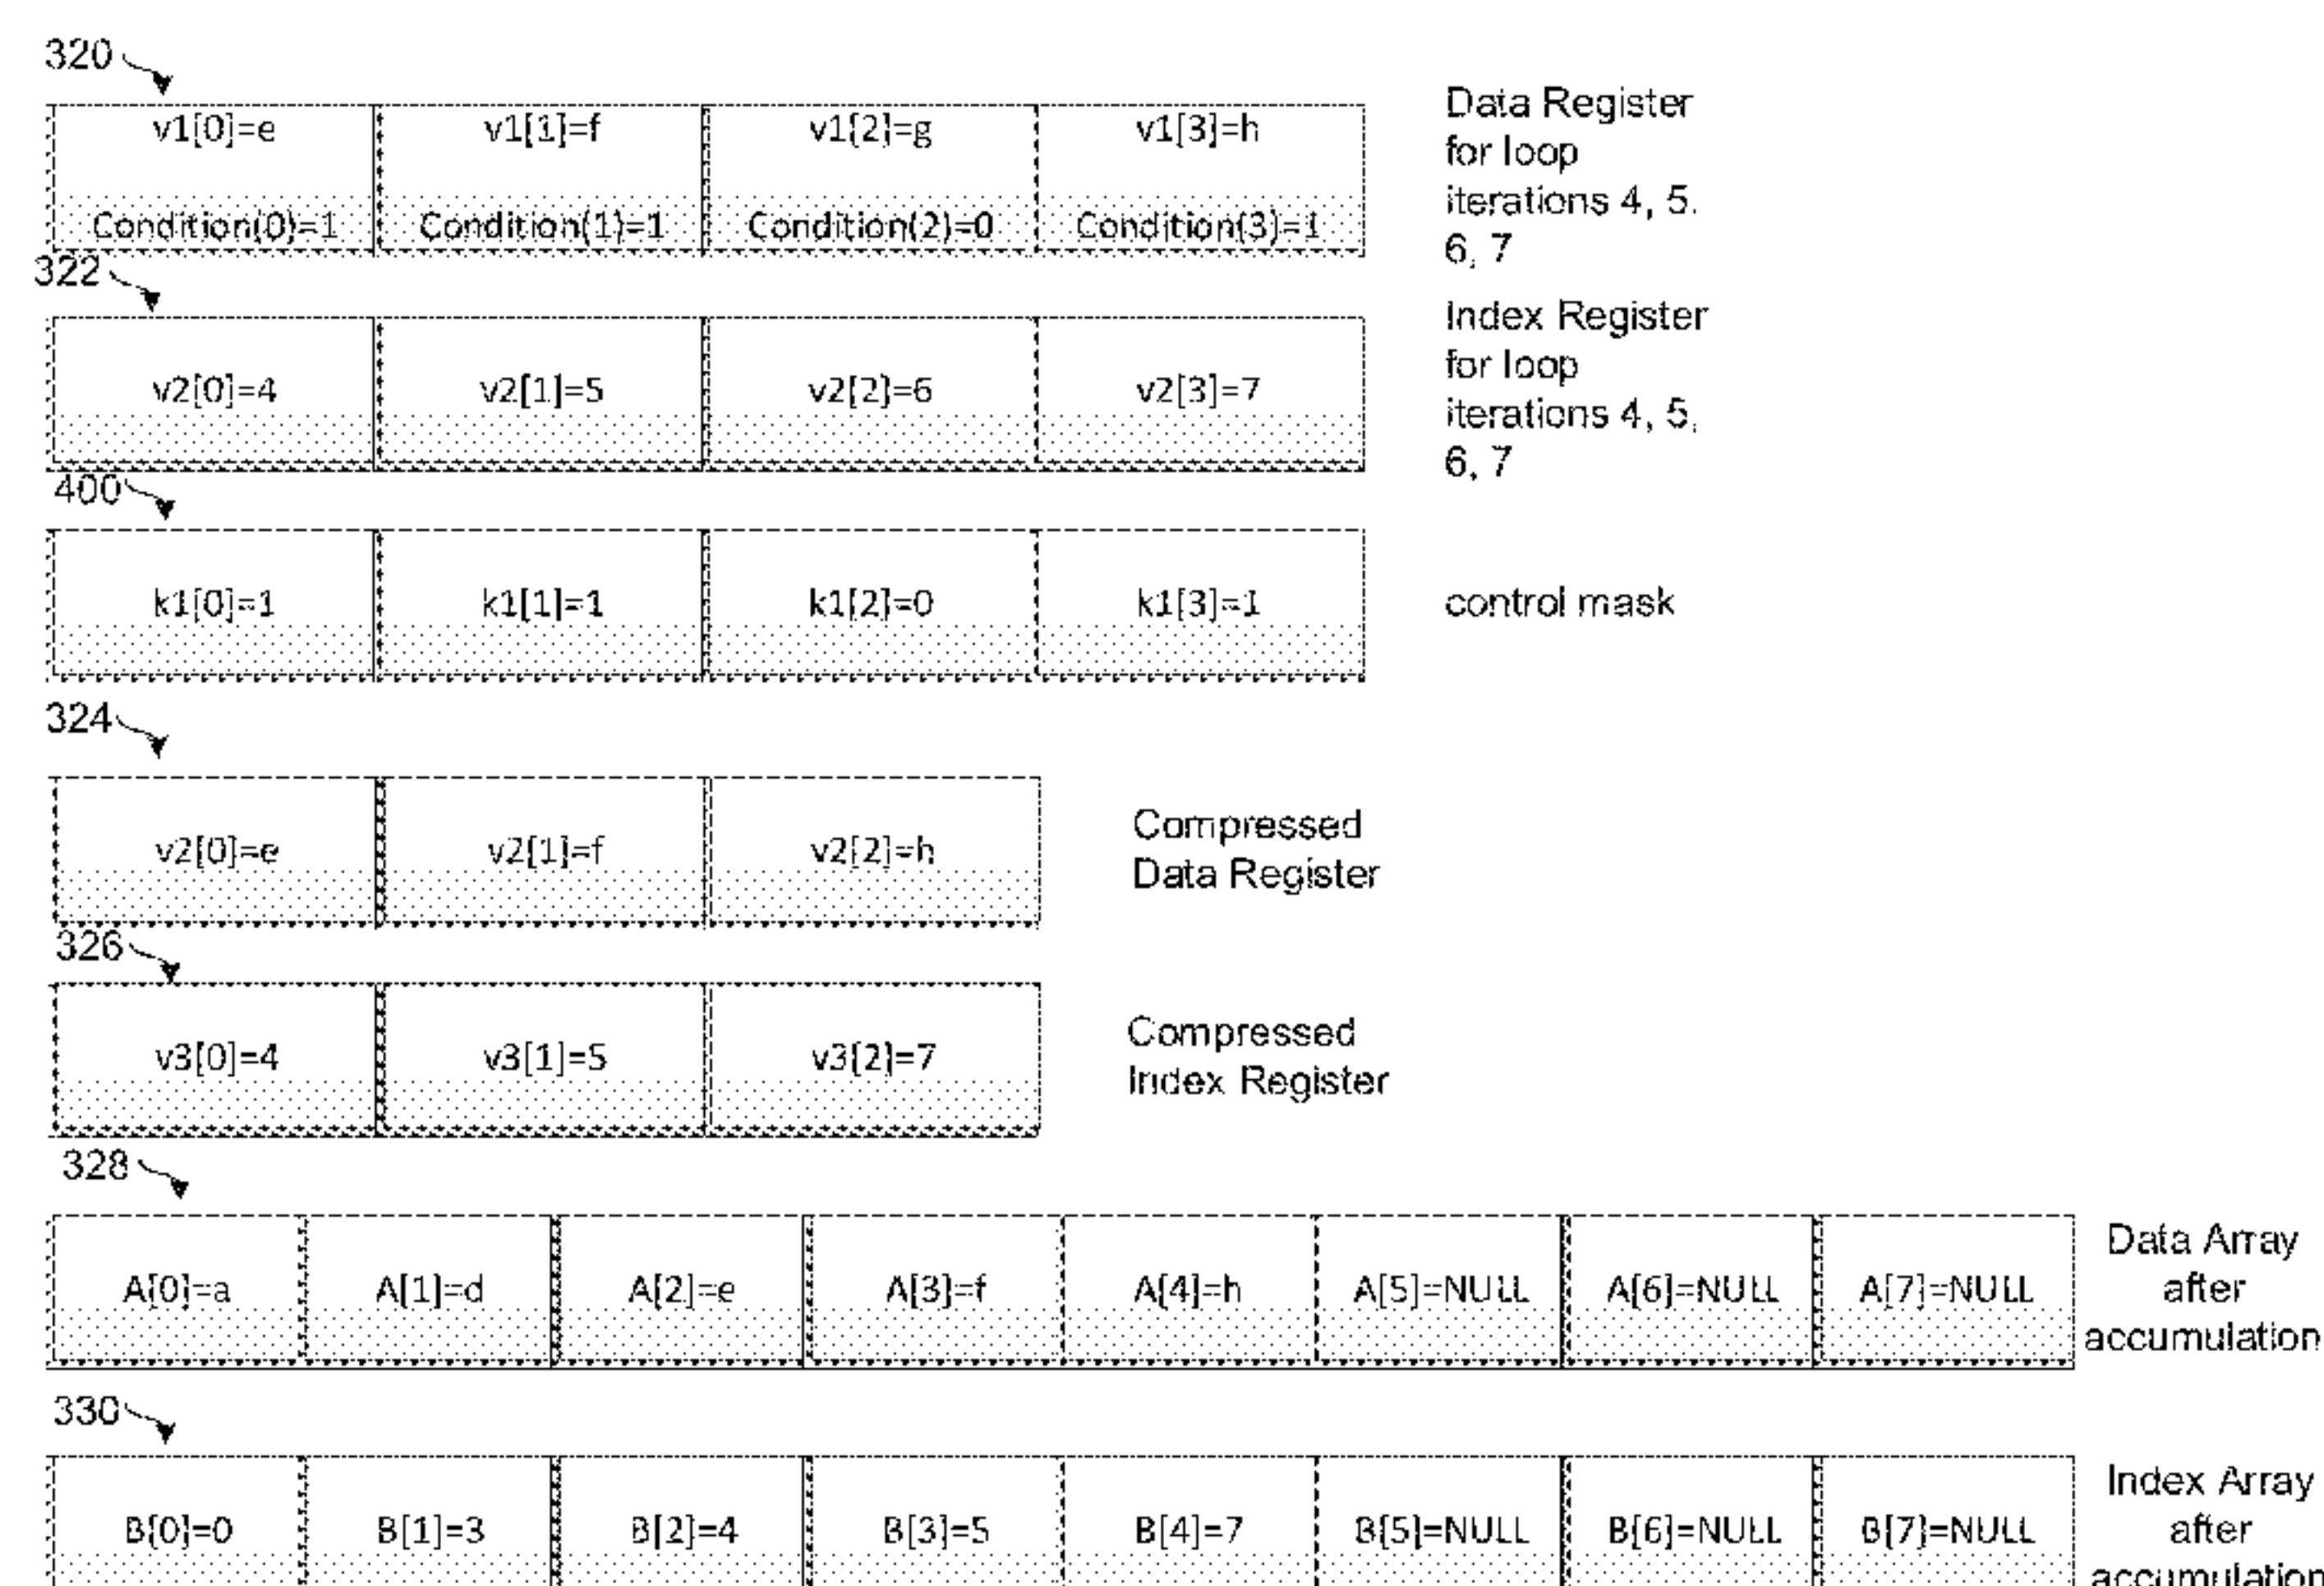 320
v1[0]=e v1[1]=f v1[2]=g v1[3]=h
Condition(0)=1 Condition(1)=1 Condition(2)=0 Condition(3)=1
Data Register
for loop
iterations 4, 5.
6, 7
322
v2[0]=4 v2[1]=5 v2[2]=6 v2[3]=7
Index Register
for loop
iterations 4, 5,
6, 7
400
k1[0]=1 k1[1]=1 k1[2]=0 k1[3]=1
control mask
324
v2[0]=e v2[1]=f v2[2]=h
Compressed
Data Register
326
v3[0]=4 v3[1]=5 v3[2]=7
Compressed
Index Register
328
A[0]=a A[1]=d A[2]=e A[3]=f A[4]=h A[5]=NULL A[6]=NULL A[7]=NULL
Data Array
after
accumulation
330
B[0]=0 B[1]=3 B[2]=4 B[3]=5 B[4]=7 B[5]=NULL B[6]=NULL B[7]=NULL
Index Array
after
accumulation